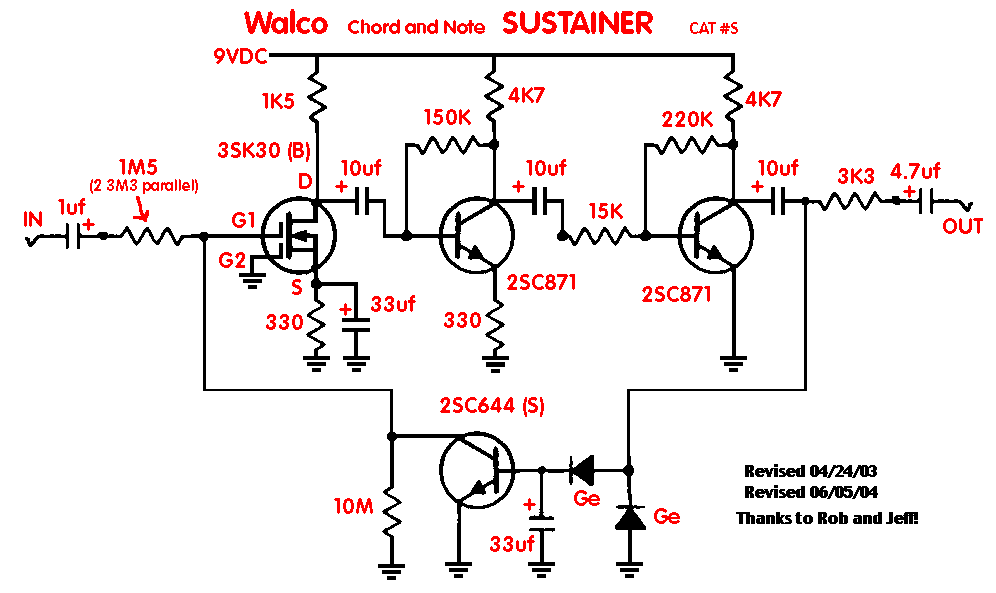 Walco Chord and Note SUSTAINER CAT #S
9VDC
1K5
4K7
4K7
150K
220K
3SK30 (B)
1M5
(2 3M3 parallel)
D
10uf
+
10uf
+
10uf
+
3K3
4.7uf
+
IN
1uf
+
G1
15K
OUT
G2
S
2SC871
2SC871
330
+
33uf
330
2SC644 (S)
Revised 04/24/03
Revised 06/05/04
Thanks to Rob and Jeff!
10M
+
Ge
Ge
33uf